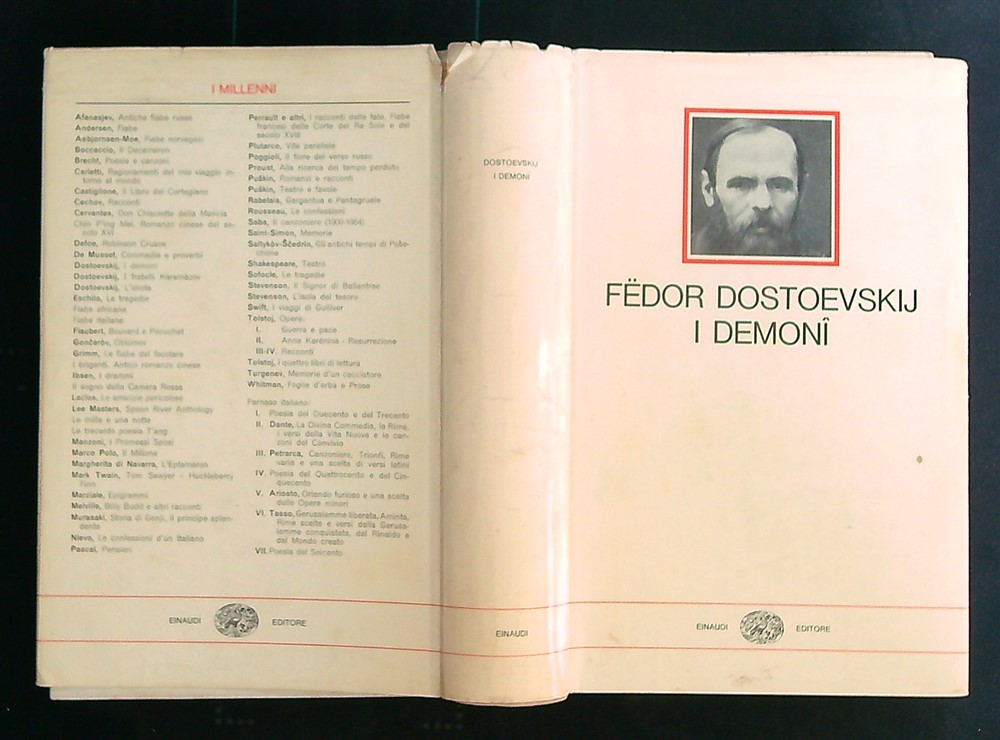 I MILLENNI
Afanasjev, Antiche fiabe russe
Andersen, Fiabe
Asbjornsen-Moe, Fiabe norvegesi
Boccaccio, Il Decameron
Brecht, Poesie e canzoni
Carletti, Ragionamenti del mio viaggio in-
torno al mondo
Castiglione, Il Libro del Cortegiano
Cechov, Racconti
Cervantes, Don Chisciotte della Mancia
Chin P'ing Mei, Romanzo cinese del se-
colo XVI
Defoe, Robinson Crusoe
De Musset, Commedie e proverbi
Dostoevskij, I demonî
Dostoevskij, I fratelli Karamàzov
Dostoevskij, L'idiota
Eschilo, Le tragedie
Fiabe africane
Fiabe italiane
Flaubert, Bouvard e Pécuchet
Gončaròv, Oblomov
Grimm, Le fiabe del focolare
I briganti. Antico romanzo cinese
Ibsen, I drammi
Il sogno della Camera Rossa
Laclos, Le amicizie pericolose
Lee Masters, Spoon River Anthology
Le mille e una notte
Le trecento poesie T'ang
Manzoni, I Promessi Sposi
Marco Polo, Il Milione
Margherita di Navarra, L'Eptameron
Mark Twain, Tom Sawyer - Huckleberry
Finn
Marziale, Epigrammi
Melville, Billy Budd e altri racconti
Murasaki, Storia di Genji, il principe splen-
dente
Nievo, Le confessioni d'un Italiano
Pascal, Pensieri
Perrault e altri, I racconti delle fate. Fiabe
francesi della Corte del Re Sole e del
secolo XVIII
Plutarco, Vite parallele
Poggioli, Il fiore del verso russo
Proust, Alla ricerca del tempo perduto
Puškin, Romanzi e racconti
Puškin, Teatro e favole
Rabelais, Gargantua e Pantagruele
Rousseau, Le confessioni
Saba, Il canzoniere (1900-1954)
Saint-Simon, Memorie
Saltykòv-Ščedrin, Gli antichi tempi di Poše-
chòne
Shakespeare, Teatro
Sofocle, Le tragedie
Stevenson, Il Signor di Ballantrae
Stevenson, L'isola del tesoro
Swift, I viaggi di Gulliver
Tolstoj, Opere:
I. Guerra e pace
II. Anna Karénina - Resurrezione
III-IV. Racconti
Tolstoj, I quattro libri di lettura
Turgenev, Memorie d'un cacciatore
Whitman, Foglie d'erba e Prose
Parnaso italiano:
I. Poesia del Duecento e del Trecento
II. Dante, La Divina Commedia, le Rime,
i versi della Vita Nuova e le can-
zoni del Convivio
III. Petrarca, Canzoniere, Trionfi, Rime
varie e una scelta di versi latini
IV. Poesia del Quattrocento e del Cin-
quecento
V. Ariosto, Orlando furioso e una scelta
delle Opere minori
VI. Tasso, Gerusalemme liberata, Aminta,
Rime scelte e versi dalla Gerusa-
lemme conquistata, dal Rinaldo e
dal Mondo creato
VII. Poesia del Seicento
EINAUDI EDITORE
DOSTOEVSKIJ
I DEMONÎ
EINAUDI
FËDOR DOSTOEVSKIJ
I DEMONÎ
EINAUDI EDITORE